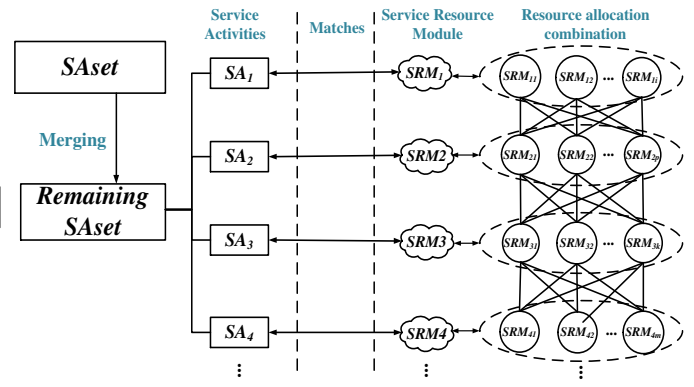 Service Activities
Matches
Service Resource Module
Resource allocation combination
SAset
Merging
Remaining SAset
SA1
SRM1
SRM11 SRM12 ... SRM1i
SA2
SRM2
SRM21 SRM22 ... SRM2p
SA3
SRM3
SRM31 SRM32 ... SRM3k
SA4
SRM4
SRM41 SRM42 ... SRM4m
⋮ ⋮ ⋮